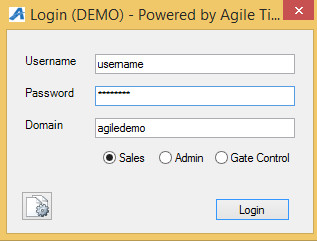 Login (DEMO) - Powered by Agile Ti...
Username username
Password ********
Domain agiledemo
Sales Admin Gate Control
Login